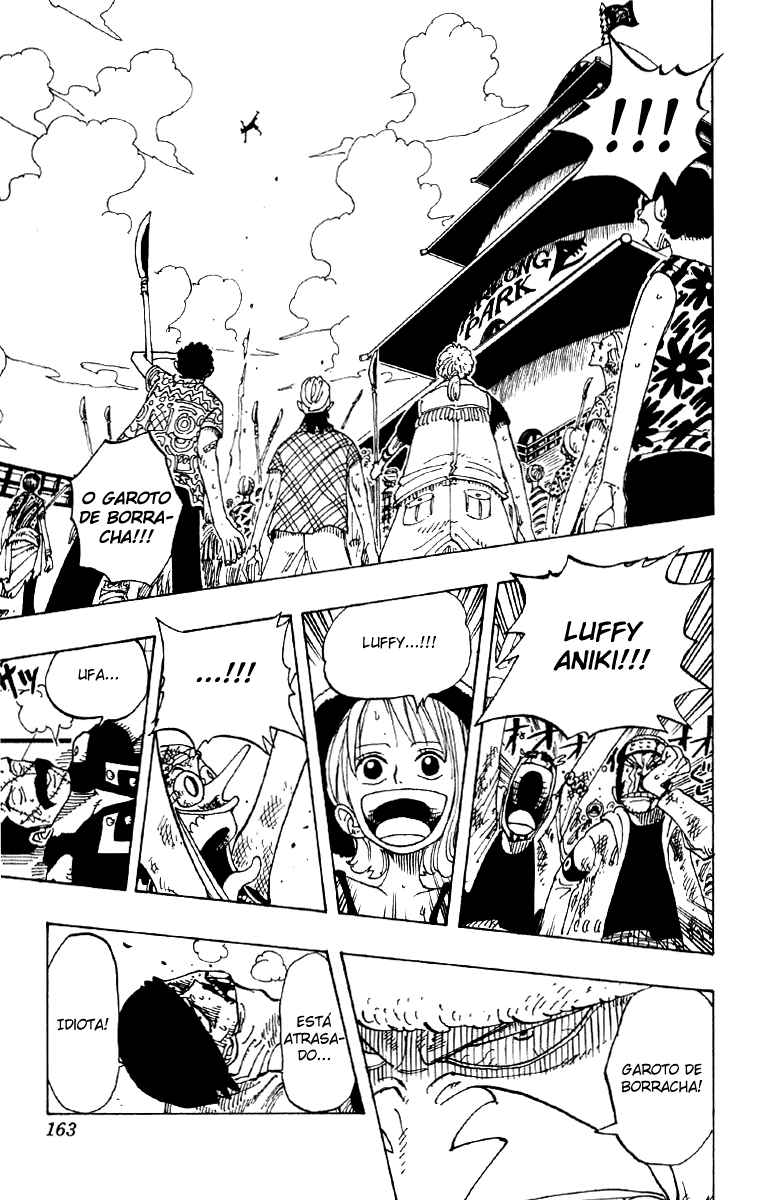 !!!
ARLONG
PARK
O GAROTO
DE BORRA-
CHA!!!
LUFFY
ANIKI!!!
LUFFY...!!!
...!!!
UFA...
GAROTO DE
BORRACHA!
ESTÁ
ATRASA-
DO...
IDIOTA!
163